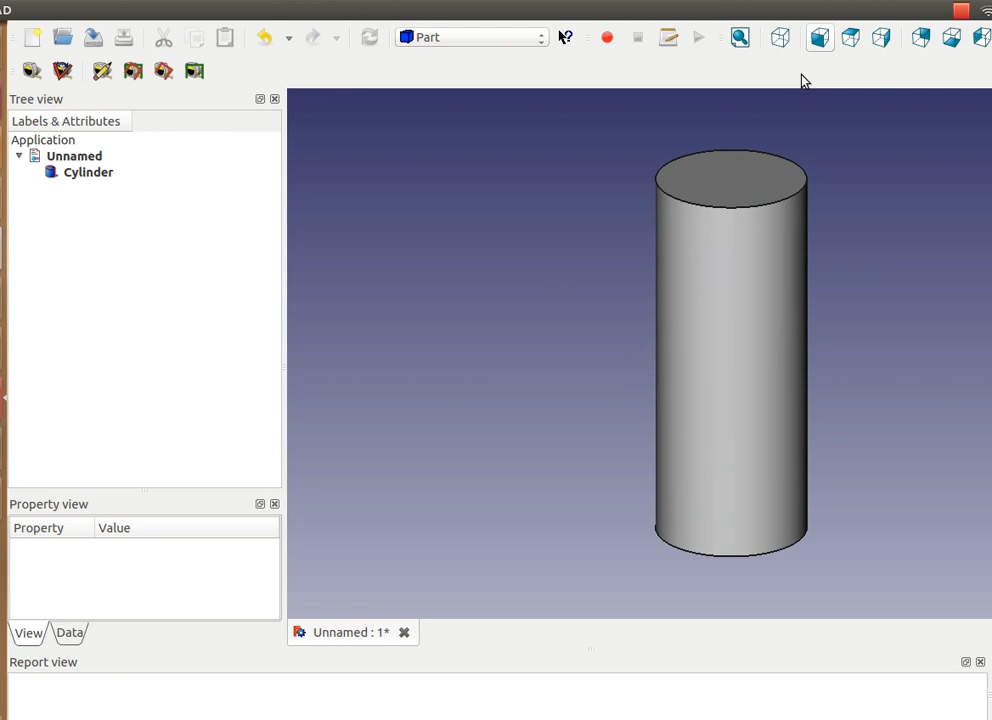 AD
Part
Tree view
Labels & Attributes
Application
Unnamed
Cylinder
Property view
Property Value
View Data
Unnamed : 1*
Report view